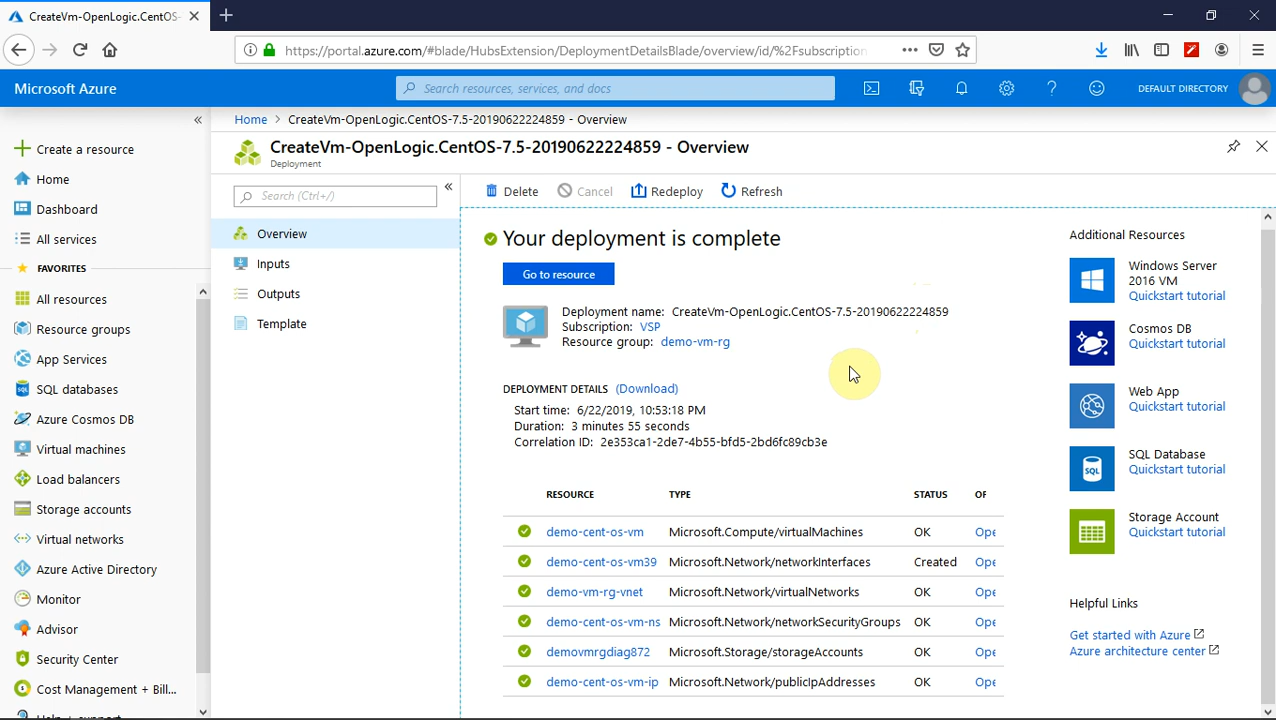 CreateVm-OpenLogic.CentOS-
https://portal.azure.com/#blade/HubsExtension/DeploymentDetailsBlade/overview/id/%2Fsubscription
Microsoft Azure
Search resources, services, and docs
DEFAULT DIRECTORY
Create a resource
Home
Dashboard
All services
FAVORITES
All resources
Resource groups
App Services
SQL databases
Azure Cosmos DB
Virtual machines
Load balancers
Storage accounts
Virtual networks
Azure Active Directory
Monitor
Advisor
Security Center
Cost Management + Bill...
Home > CreateVm-OpenLogic.CentOS-7.5-20190622224859 - Overview
CreateVm-OpenLogic.CentOS-7.5-20190622224859 - Overview
Deployment
Search (Ctrl+/)
Overview
Inputs
Outputs
Template
Delete Cancel Redeploy Refresh
Your deployment is complete
Go to resource
Deployment name: CreateVm-OpenLogic.CentOS-7.5-20190622224859
Subscription: VSP
Resource group: demo-vm-rg
DEPLOYMENT DETAILS (Download)
Start time: 6/22/2019, 10:53:18 PM
Duration: 3 minutes 55 seconds
Correlation ID: 2e353ca1-2de7-4b55-bfd5-2bd6fc89cb3e
RESOURCE TYPE STATUS OF
demo-cent-os-vm Microsoft.Compute/virtualMachines OK Ope
demo-cent-os-vm39 Microsoft.Network/networkInterfaces Created Ope
demo-vm-rg-vnet Microsoft.Network/virtualNetworks OK Ope
demo-cent-os-vm-ns Microsoft.Network/networkSecurityGroups OK Ope
demovmrgdiag872 Microsoft.Storage/storageAccounts OK Ope
demo-cent-os-vm-ip Microsoft.Network/publicIpAddresses OK Ope
Additional Resources
Windows Server
2016 VM
Quickstart tutorial
Cosmos DB
Quickstart tutorial
Web App
Quickstart tutorial
SQL
SQL Database
Quickstart tutorial
Storage Account
Quickstart tutorial
Helpful Links
Get started with Azure
Azure architecture center